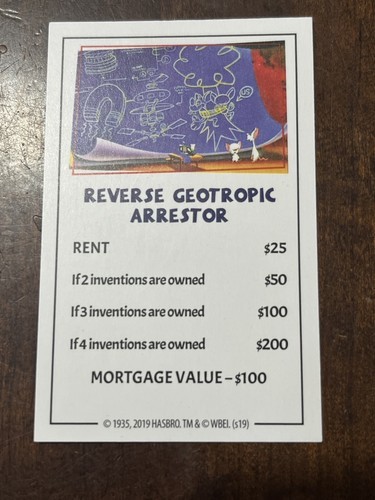 US
REVERSE GEOTROPIC
ARRESTOR
RENT $25
If 2 inventions are owned $50
If 3 inventions are owned $100
If 4 inventions are owned $200
MORTGAGE VALUE – $100
© 1935, 2019 HASBRO. TM & © WBEI. (s19)